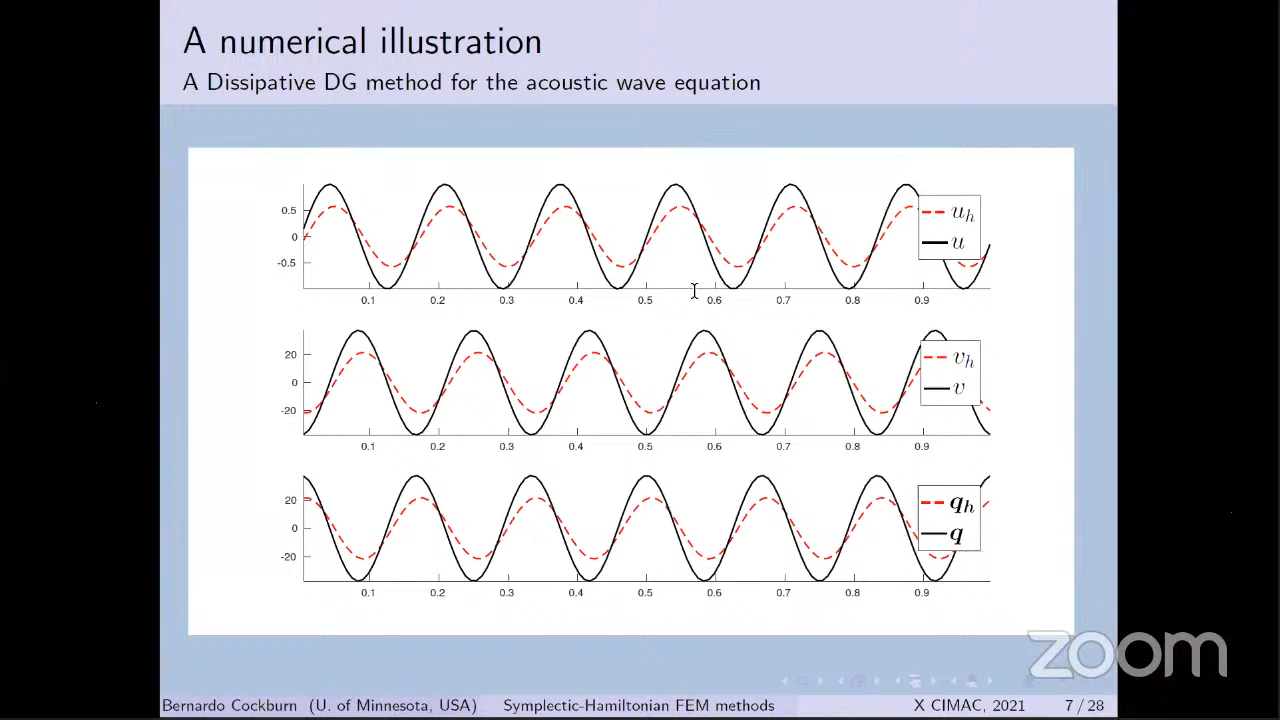 A numerical illustration
A Dissipative DG method for the acoustic wave equation
0.5
0
-0.5
u_h
u
0.1 0.2 0.3 0.4 0.5 0.6 0.7 0.8 0.9
20
0
-20
v_h
v
0.1 0.2 0.3 0.4 0.5 0.6 0.7 0.8 0.9
20
0
-20
q_h
q
0.1 0.2 0.3 0.4 0.5 0.6 0.7 0.8 0.9
zoom
Bernardo Cockburn (U. of Minnesota, USA) Symplectic-Hamiltonian FEM methods X CIMAC, 2021 7 / 28